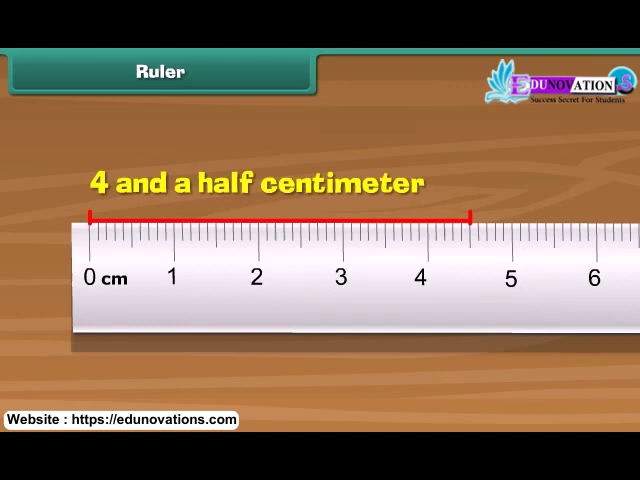 Ruler
EDUNOVATIONS
Success Secret For Students
4 and a half centimeter
0 cm 1 2 3 4 5 6
Website : https://edunovations.com